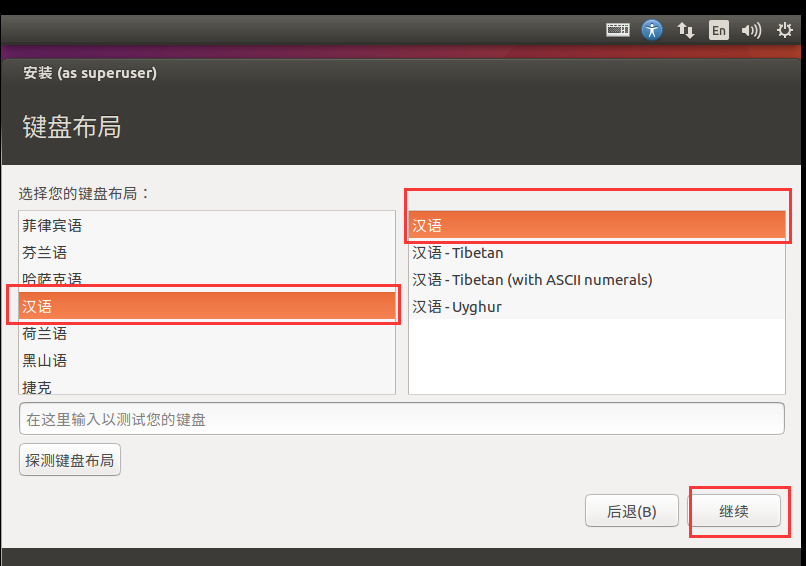 En
安装 (as superuser)
键盘布局
选择您的键盘布局：
菲律宾语
芬兰语
哈萨克语
汉语
荷兰语
黑山语
捷克
汉语
汉语 - Tibetan
汉语 - Tibetan (with ASCII numerals)
汉语 - Uyghur
在这里输入以测试您的键盘
探测键盘布局
后退(B)
继续